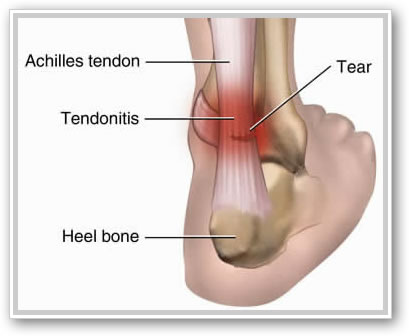 Achilles tendon
Tear
Tendonitis
Heel bone